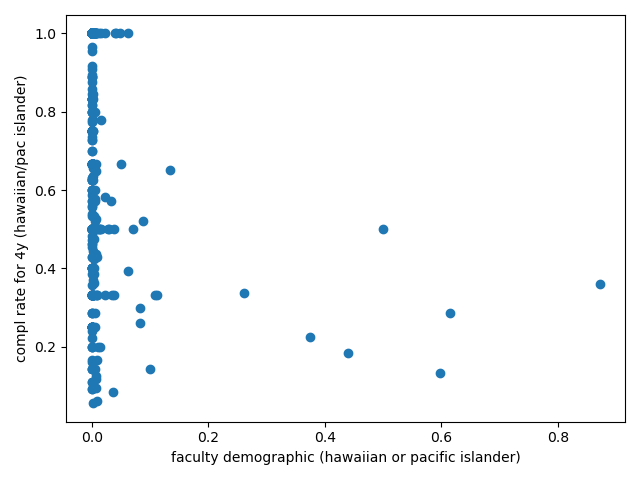 compl rate for 4y (hawaiian/pac islander)
1.0
0.8
0.6
0.4
0.2
0.0 0.2 0.4 0.6 0.8
faculty demographic (hawaiian or pacific islander)